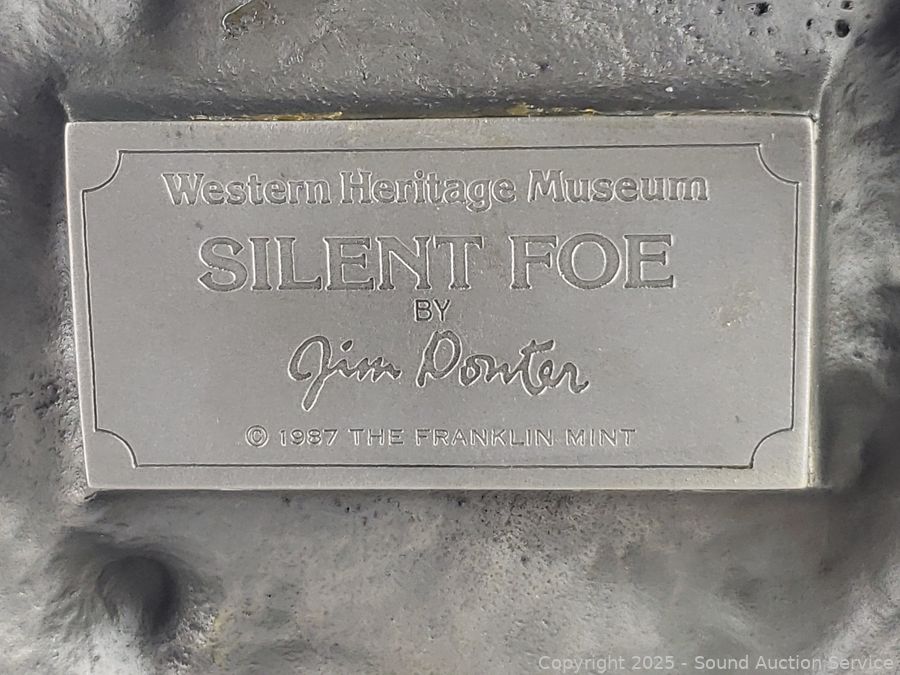 Western Heritage Museum
SILENT FOE
BY
Jim Ponter
© 1987 THE FRANKLIN MINT
Copyright 2025 - Sound Auction Service